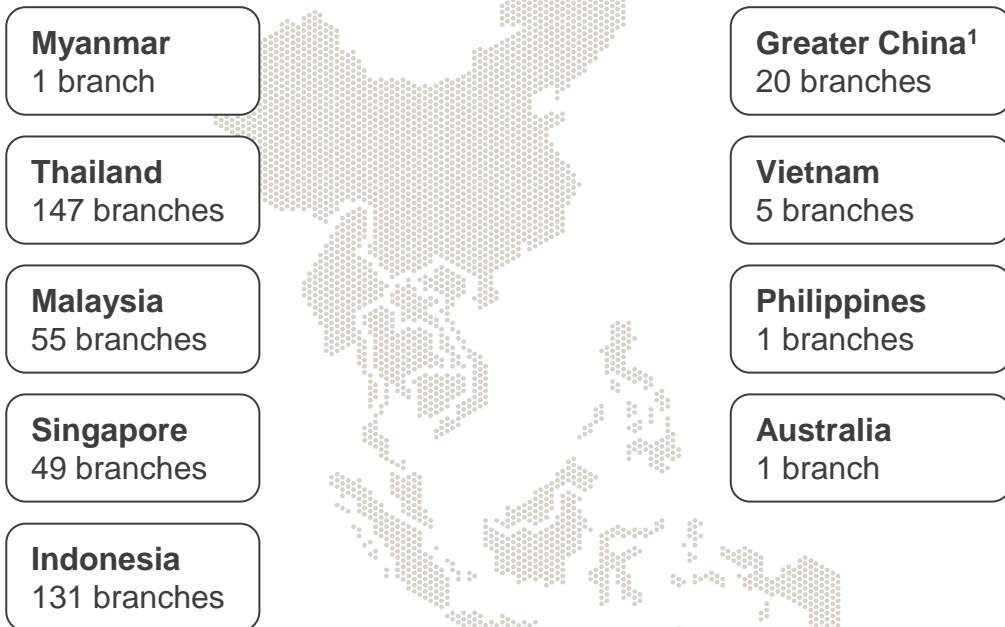 Myanmar
1 branch
Thailand
147 branches
Malaysia
55 branches
Singapore
49 branches
Indonesia
131 branches
Greater China¹
20 branches
Vietnam
5 branches
Philippines
1 branches
Australia
1 branch